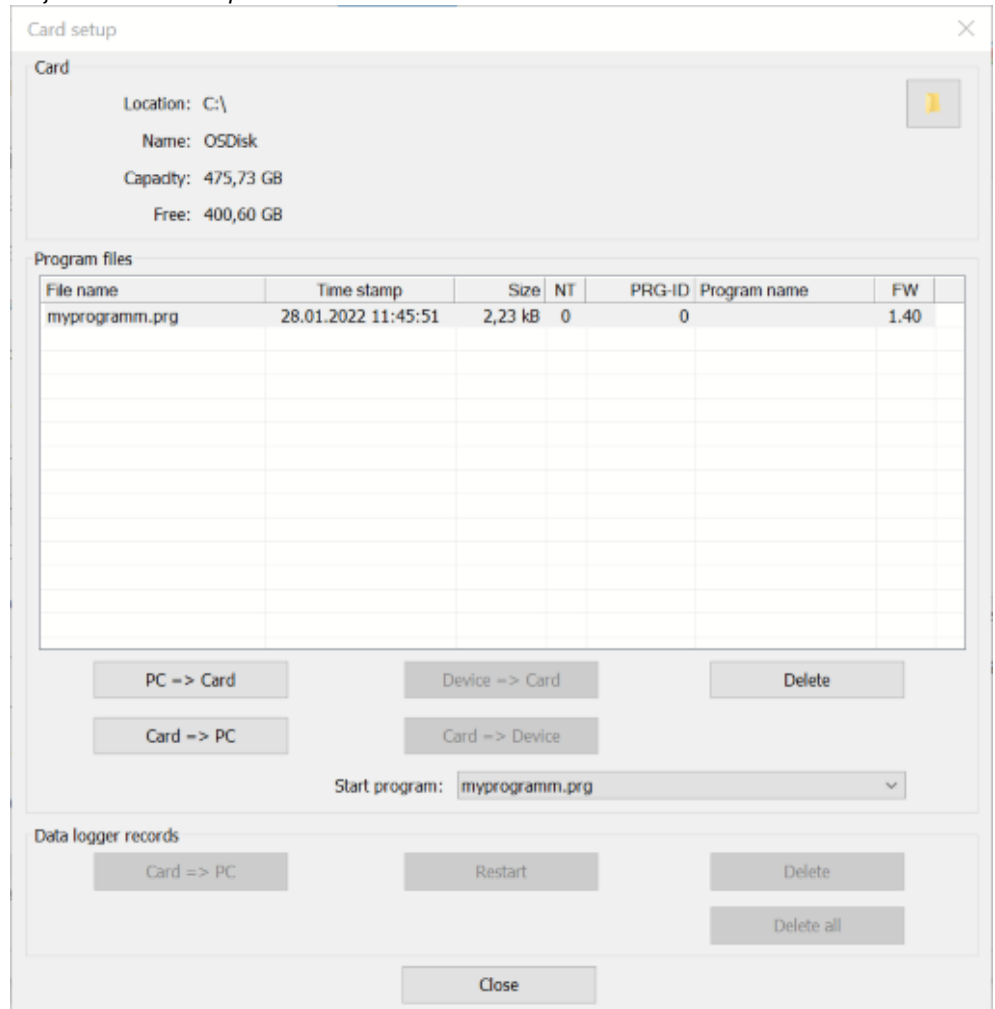 Card setup
Card
Location: C:\
Name: OSDisk
Capacity: 475,73 GB
Free: 400,60 GB
Program files
File name Time stamp Size NT PRG-ID Program name FW
myprogramm.prg 28.01.2022 11:45:51 2,23 kB 0 0 1.40
PC => Card Device => Card Delete
Card => PC Card => Device
Start program: myprogramm.prg
Data logger records
Card => PC Restart Delete
Delete all
Close